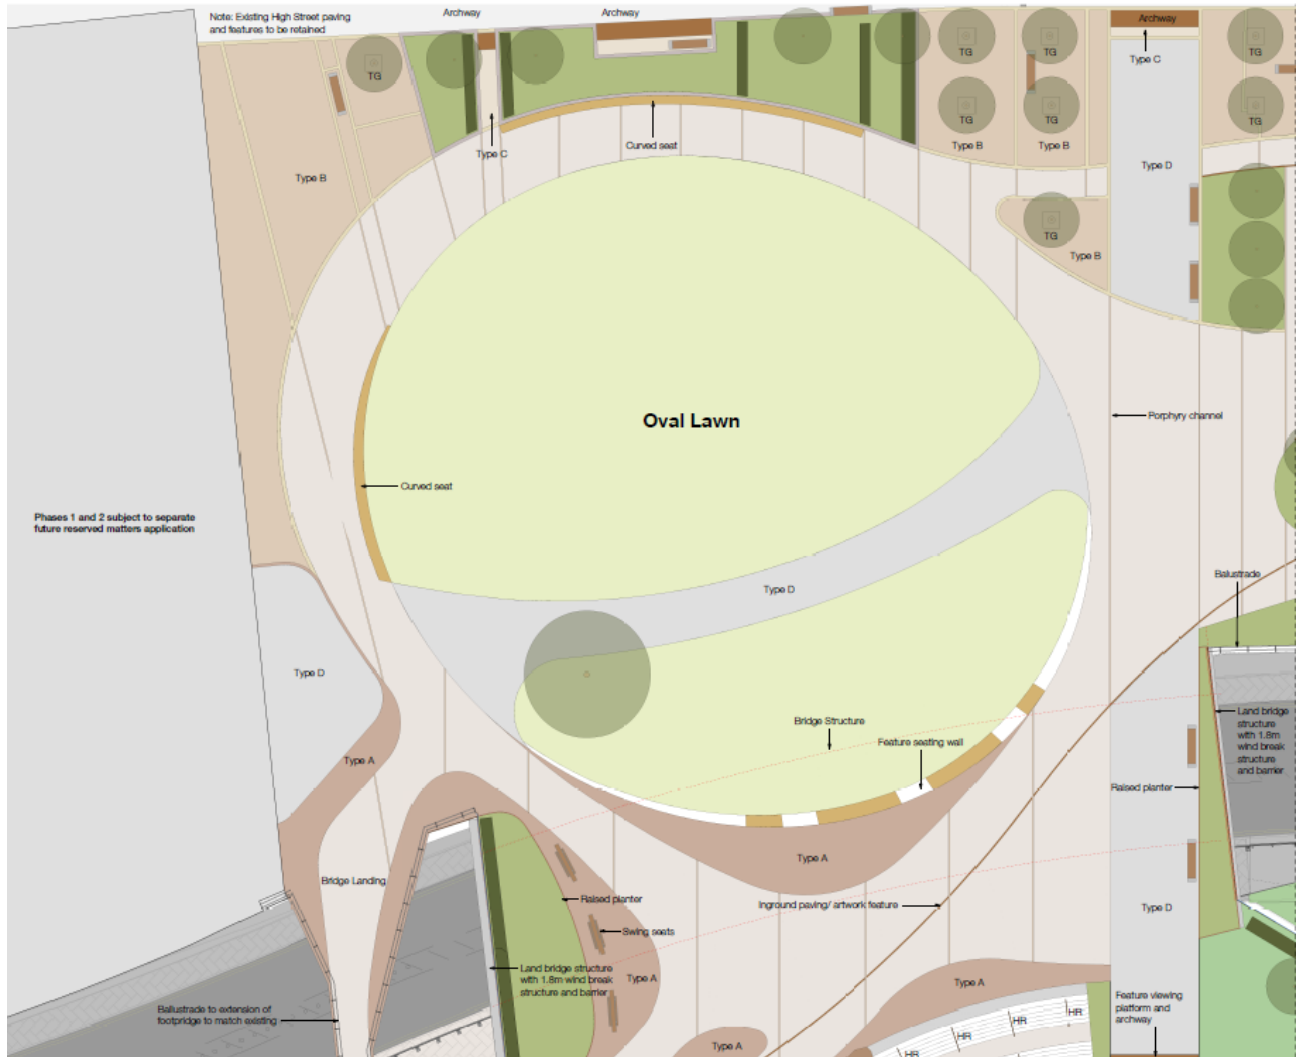 Note: Existing High Street paving
and features to be retained
Archway
Archway
Archway
TG
TG
TG
TG
TG
Type C
TG
TG
TG
Type C
Curved seat
Type B
Type B
Type D
Type B
TG
Type B
Oval Lawn
Porphyry channel
Curved seat
Phases 1 and 2 subject to separate
future reserved matters application
Type D
Balustrade
Type D
Bridge Structure
Feature seating wall
Land bridge
structure
with 1.8m
wind break
structure
and barrier
Type A
Raised planter
Type A
Bridge Landing
Raised planter
Inground paving/ artwork feature
Type D
Swing seats
Land bridge structure
with 1.8m wind break
structure and barrier
Type A
Type A
Ballustrade to extension of
footpridge to match existing
Feature viewing
platform and
archway
HR
HR
HR
HR
Type A